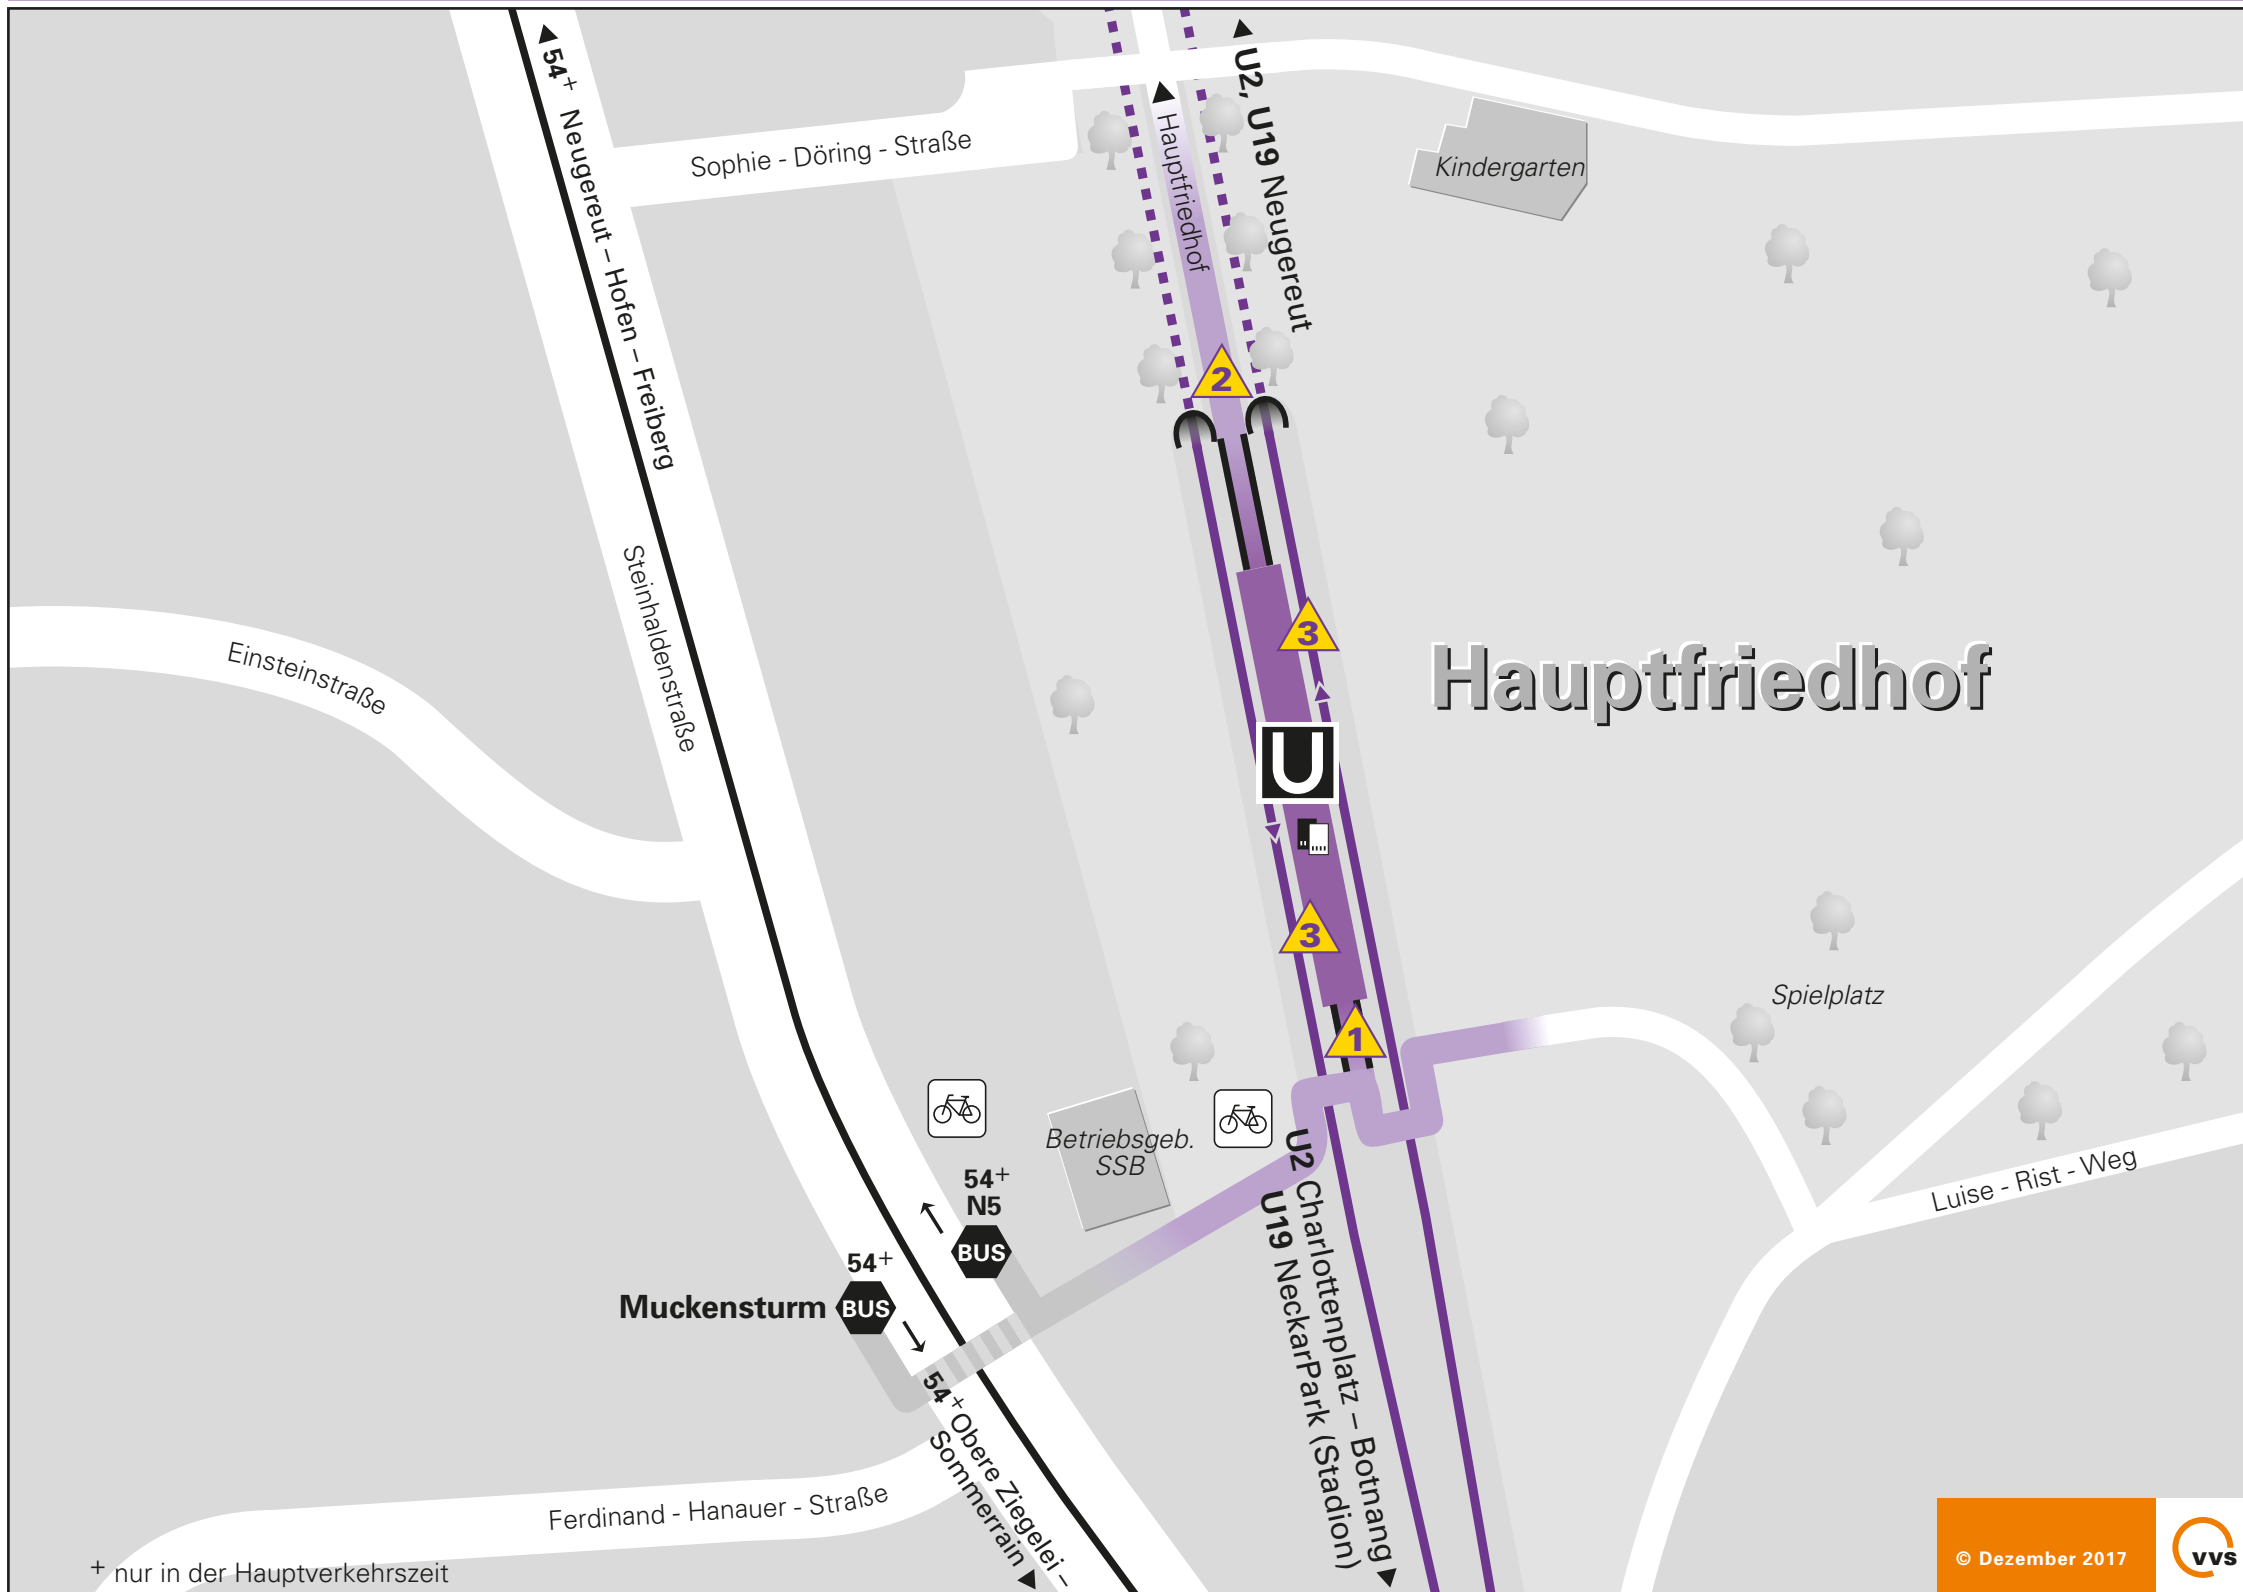 54+ Neugereut – Hofen – Freiberg
Sophie - Döring - Straße
Hauptfriedhof
U2, U19 Neugereut
Kindergarten
2
Steinhaldenstraße
Einsteinstraße
3
Hauptfriedhof
U
3
Spielplatz
1
Betriebsgeb.
SSB
54+
N5
BUS
54+
Muckensturm
BUS
Luise - Rist - Weg
U2 Charlottenplatz – Botnang
U19 NeckarPark (Stadion)
54+ Obere Ziegelei –
Sommerrain
Ferdinand - Hanauer - Straße
+ nur in der Hauptverkehrszeit
© Dezember 2017
vvs